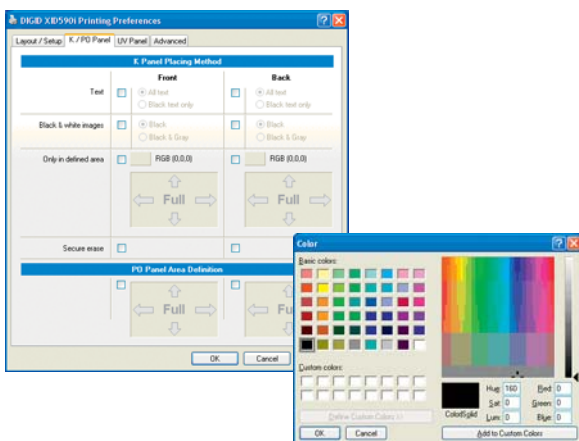 DIGID XID590i Printing Preferences
Layout / Setup K / PO Panel UV Panel Advanced
K Panel Placing Method
Front Back
Text All text All text
Black text only Black text only
Black & white images Black Black
Black & Gray Black & Gray
Only in defined area RGB (0,0,0) RGB (0,0,0)
Full Full
Secure erase
PO Panel Area Definition
Full Fu
OK Cancel
Color
Basic colors:
Custom colors:
Define Custom Colors >>
OK Cancel
Hue: 160 Red: 0
Sat: 0 Green: 0
Color|Solid Lum: 0 Blue: 0
Add to Custom Colors